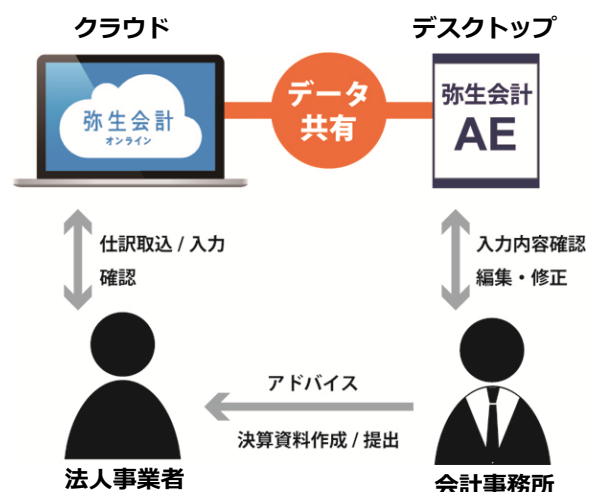 クラウド
デスクトップ
弥生会計
オンライン
データ
共有
弥生会計
AE
仕訳取込 / 入力
確認
入力内容確認
編集・修正
アドバイス
決算資料作成 / 提出
法人事業者
会計事務所